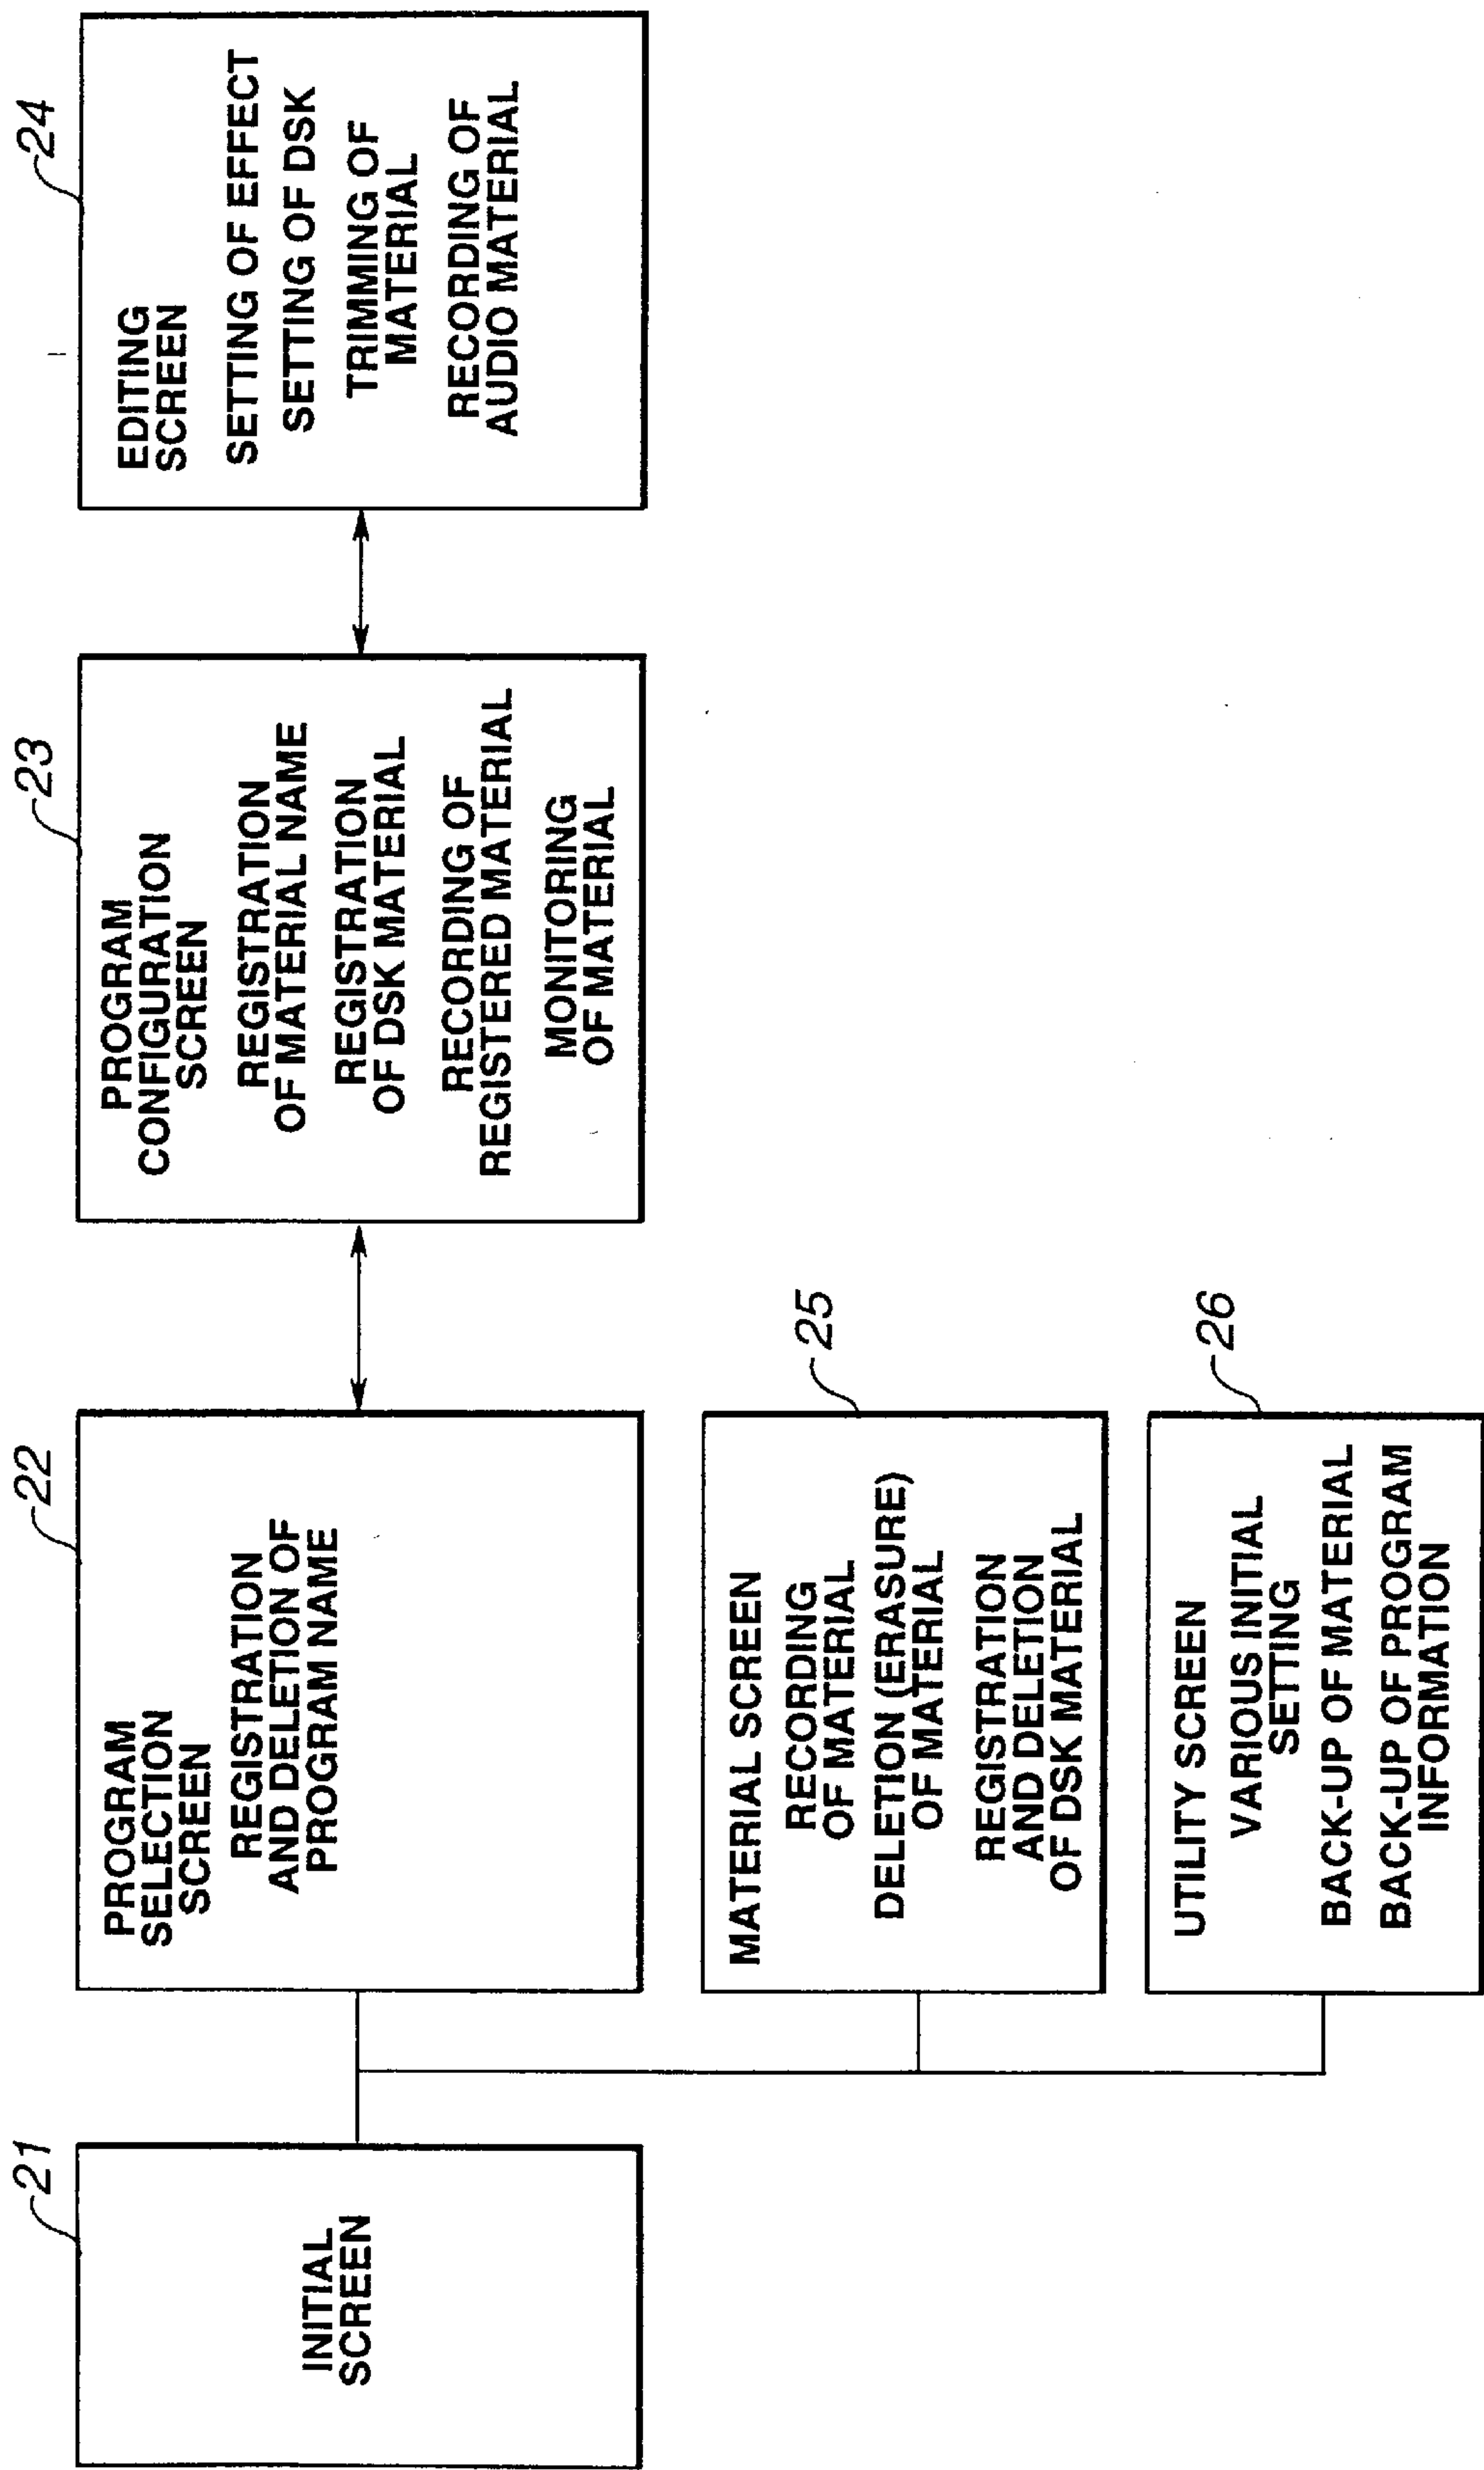 21
INITIAL
SCREEN
22
PROGRAM
SELECTION
SCREEN
REGISTRATION
AND DELETION OF
PROGRAM NAME
23
PROGRAM
CONFIGURATION
SCREEN
REGISTRATION
OF MATERIAL NAME
REGISTRATION
OF DSK MATERIAL
RECORDING OF
REGISTERED MATERIAL
MONITORING
OF MATERIAL
24
EDITING
SCREEN
SETTING OF EFFECT
SETTING OF DSK
TRIMMING OF
MATERIAL
RECORDING OF
AUDIO MATERIAL
25
MATERIAL SCREEN
RECORDING
OF MATERIAL
DELETION (ERASURE)
OF MATERIAL
REGISTRATION
AND DELETION
OF DSK MATERIAL
26
UTILITY SCREEN
VARIOUS INITIAL
SETTING
BACK-UP OF MATERIAL
BACK-UP OF PROGRAM
INFORMATION